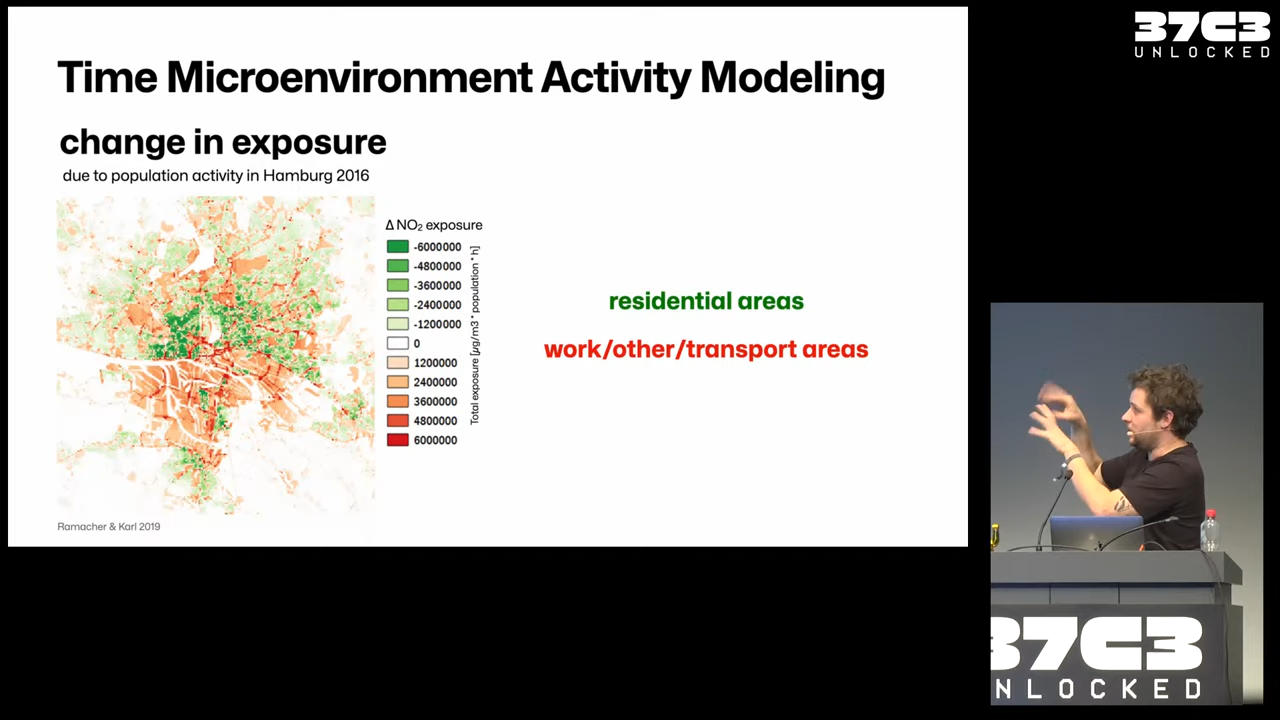 Time Microenvironment Activity Modeling
change in exposure
due to population activity in Hamburg 2016
Δ NO₂ exposure
-6000000
-4800000
-3600000
-2400000
-1200000
0
1200000
2400000
3600000
4800000
6000000
Total exposure [µg/m3 * population * h]
residential areas
work/other/transport areas
Ramacher & Karl 2019
37C3
UNLOCKED
37C3
NLOCKED